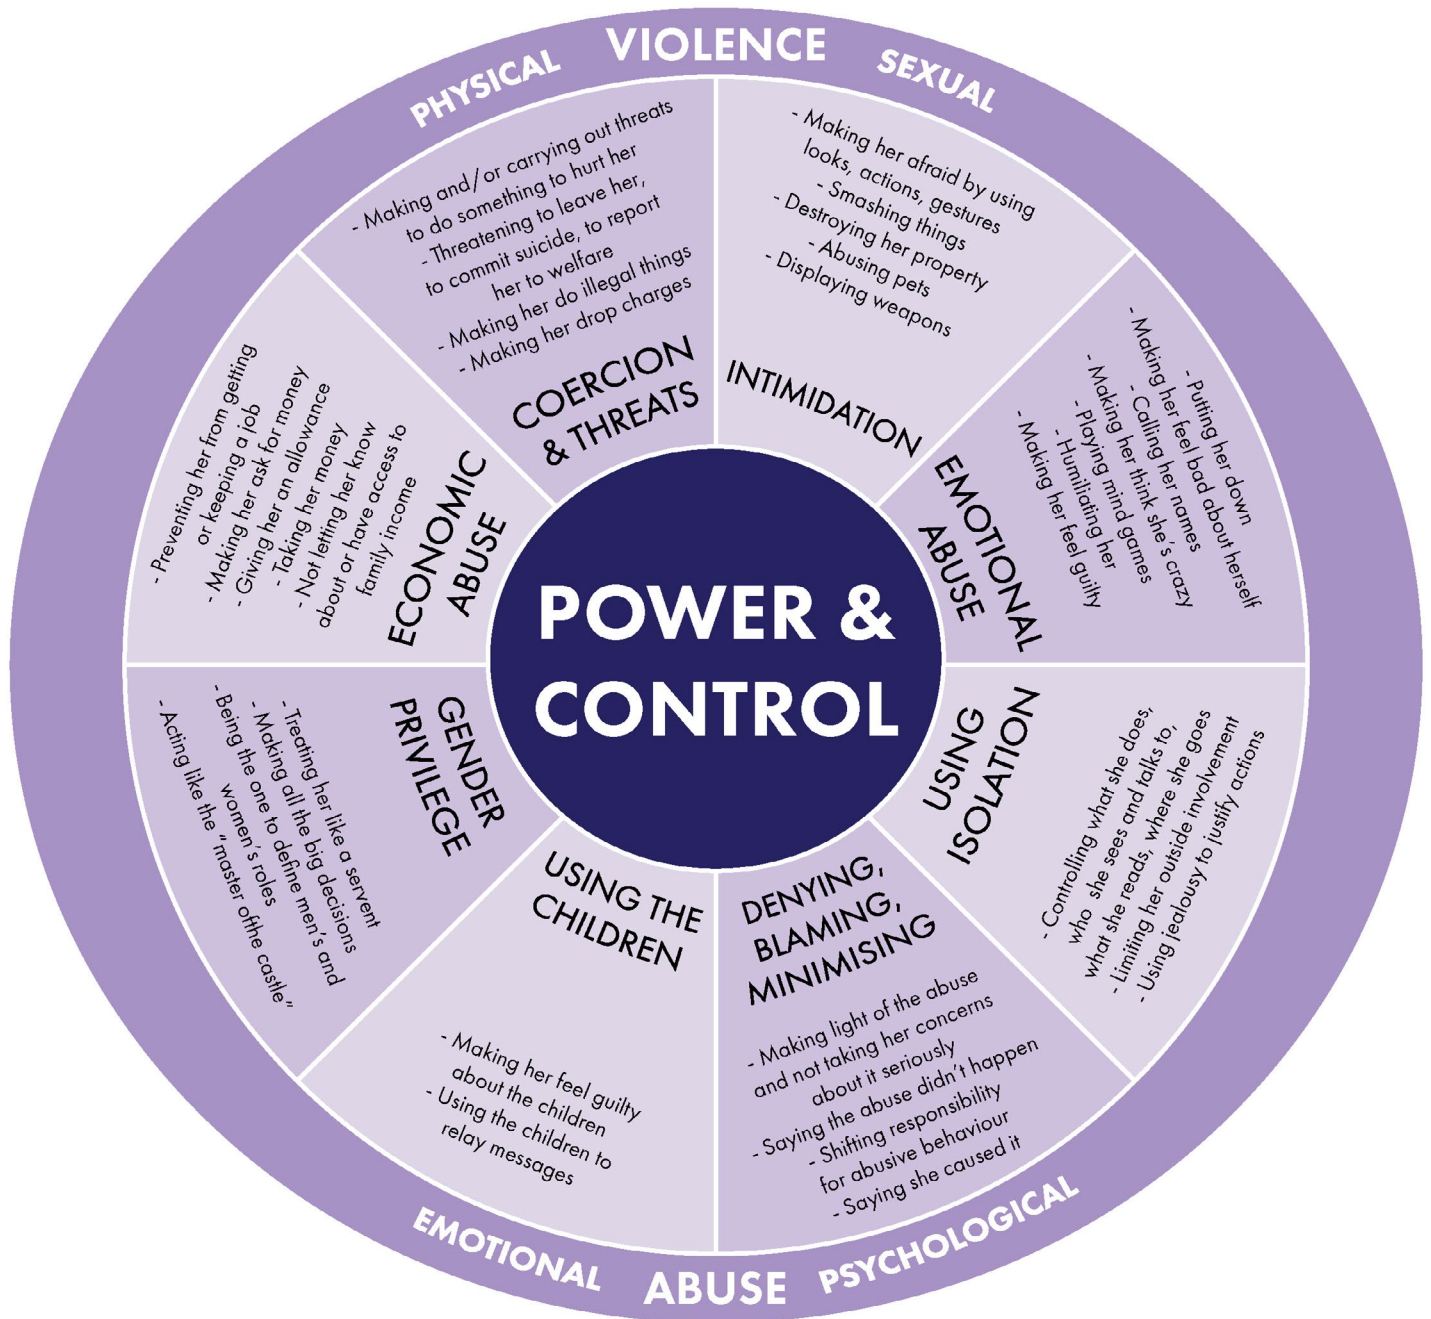 PHYSICAL
VIOLENCE
SEXUAL
- Making and/or carrying out threats
to do something to hurt her
- Threatening to leave her,
to commit suicide, to report
her to welfare
- Making her do illegal things
- Making her drop charges
COERCION
& THREATS
- Making her afraid by using
looks, actions, gestures
- Smashing things
- Destroying her property
- Abusing pets
- Displaying weapons
INTIMIDATION
- Putting her down
- Making her feel bad about herself
- Calling her names
- Making her think she's crazy
- Playing mind games
- Humiliating her
- Making her feel guilty
EMOTIONAL
ABUSE
USING
ISOLATION
- Controlling what she does,
who she sees and talks to,
what she reads, where she goes
- Limiting her outside involvement
- Using jealousy to justify actions
DENYING,
BLAMING,
MINIMISING
- Making light of the abuse
and not taking her concerns
about it seriously
- Saying the abuse didn't happen
- Shifting responsibility
for abusive behaviour
- Saying she caused it
USING THE
CHILDREN
- Making her feel guilty
about the children
- Using the children to
relay messages
GENDER
PRIVILEGE
- Treating her like a servent
- Making all the big decisions
- Being the one to define men's and
women's roles
- Acting like the "master ofthe castle"
- Preventing her from getting
or keeping a job
- Making her ask for money
- Giving her an allowance
- Taking her money
- Not letting her know
about or have access to
family income
ECONOMIC
ABUSE
POWER &
CONTROL
EMOTIONAL
ABUSE
PSYCHOLOGICAL